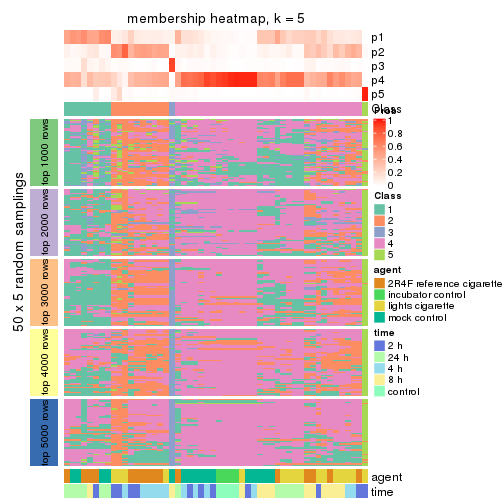 membership heatmap, k = 5
p1
p2
p3
p4
p5
Class
Prob
1
0.8
0.6
0.4
0.2
0
Class
1
2
3
4
5
agent
2R4F reference cigarette
incubator control
lights cigarette
mock control
time
2 h
24 h
4 h
8 h
control
50 x 5 random samplings
top 1000 rows
top 2000 rows
top 3000 rows
top 4000 rows
top 5000 rows
agent
time